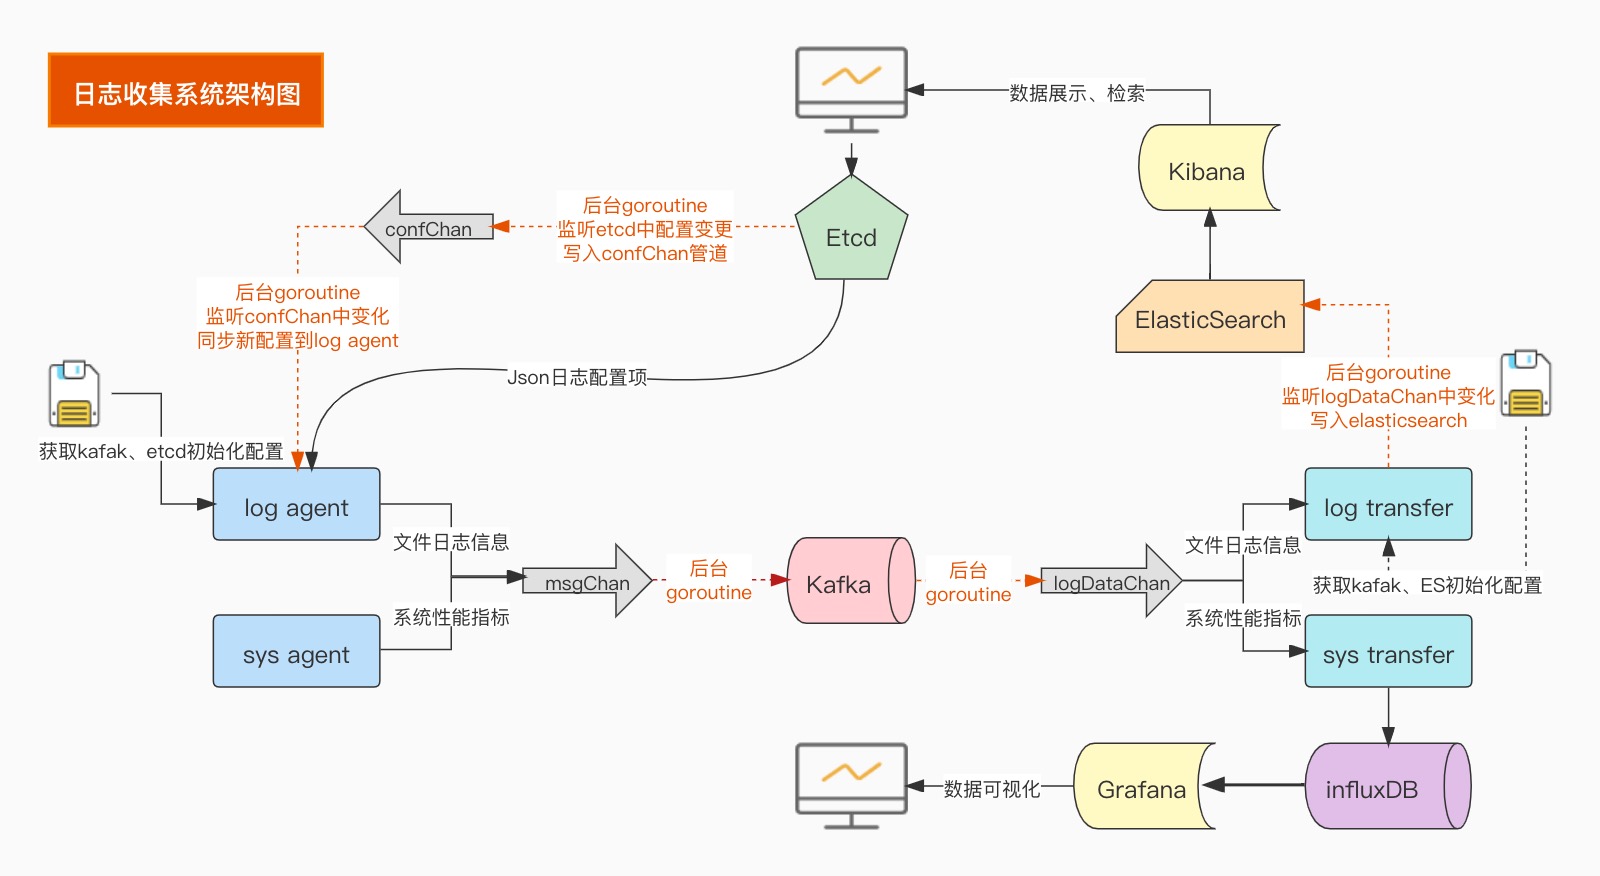 日志收集系统架构图
数据展示、检索
Kibana
后台goroutine
监听etcd中配置变更
写入confChan管道
confChan
Etcd
后台goroutine
监听confChan中变化
同步新配置到log agent
ElasticSearch
Json日志配置项
后台goroutine
监听logDataChan中变化
写入elasticsearch
获取kafak、etcd初始化配置
log agent
log transfer
文件日志信息
文件日志信息
msgChan
后台
goroutine
Kafka
后台
goroutine
logDataChan
获取kafak、ES初始化配置
系统性能指标
系统性能指标
sys agent
sys transfer
数据可视化
Grafana
influxDB